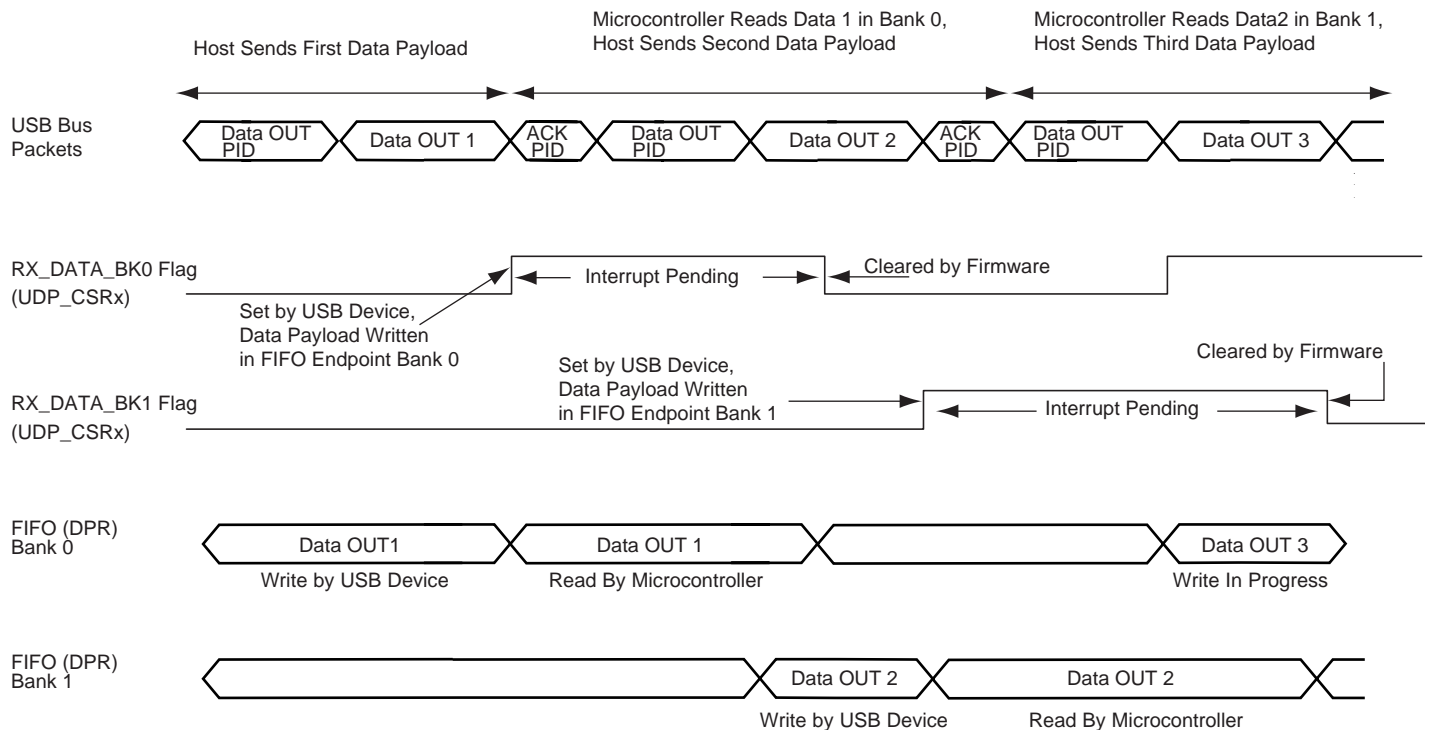 Host Sends First Data Payload
Microcontroller Reads Data 1 in Bank 0,
Host Sends Second Data Payload
Microcontroller Reads Data2 in Bank 1,
Host Sends Third Data Payload
USB Bus
Packets
Data OUT
PID
Data OUT 1
ACK
PID
Data OUT
PID
Data OUT 2
ACK
PID
Data OUT
PID
Data OUT 3
RX_DATA_BK0 Flag
(UDP_CSRx)
Interrupt Pending
Cleared by Firmware
Set by USB Device,
Data Payload Written
in FIFO Endpoint Bank 0
RX_DATA_BK1 Flag
(UDP_CSRx)
Set by USB Device,
Data Payload Written
in FIFO Endpoint Bank 1
Interrupt Pending
Cleared by Firmware
FIFO (DPR)
Bank 0
Data OUT1
Data OUT 1
Data OUT 3
Write by USB Device
Read By Microcontroller
Write In Progress
FIFO (DPR)
Bank 1
Data OUT 2
Data OUT 2
Write by USB Device
Read By Microcontroller